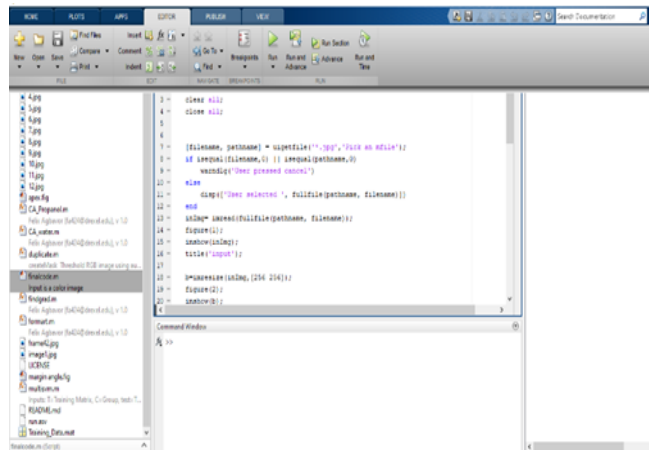 HOME PLOTS APPS EDITOR PUBLISH VIEW
Search Documentation
New Open Save
Find Files
Compare
Print
Insert
Comment
Indent
Go To
Find
Breakpoints
Run
Run and Advance
Run Section
Advance
Run and Time
FILE EDIT NAVIGATE BREAKPOINTS RUN
4.jpg
5.jpg
6.jpg
7.jpg
8.jpg
9.jpg
10.jpg
11.jpg
12.jpg
apex.fig
CA_Propanol.m
CA_water.m
duplicate.m
finalcode.m
Input is a color image
findgrad.m
formart.m
image1.jpg
LICENSE
margin angle.fig
multisvm.m
README.md
run.asv
Training_Data.mat
finalcode.m (Script)
3 - clear all;
4 - close all;
5
6
7 - [filename, pathname] = uigetfile('*.jpg','Pick an mfile');
8 - if isequal(filename,0) || isequal(pathname,0)
9 - warndlg('User pressed cancel')
10 - else
11 - disp(['User selected ', fullfile(pathname, filename)])
12 - end
13 - inImg= imread(fullfile(pathname, filename));
14 - figure(1);
15 - imshow(inImg);
16 - title('input');
17
18 - b=imresize(inImg,[256 256]);
19 - figure(2);
20 - imshow(b);
Command Window
fx >>